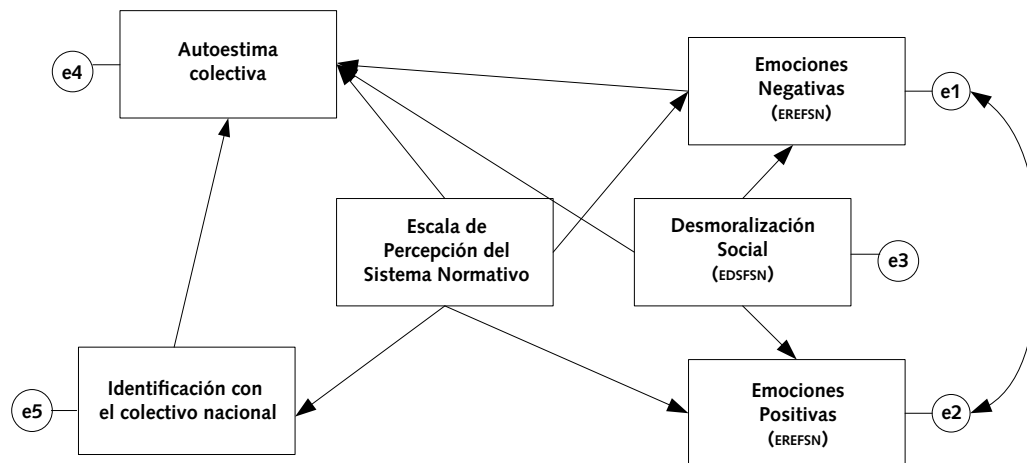 e4
Autoestima
colectiva
Emociones
Negativas
(EREFSN)
e1
Escala de
Percepción del
Sistema Normativo
Desmoralización
Social
(EDSFSN)
e3
e5
Identificación con
el colectivo nacional
Emociones
Positivas
(EREFSN)
e2